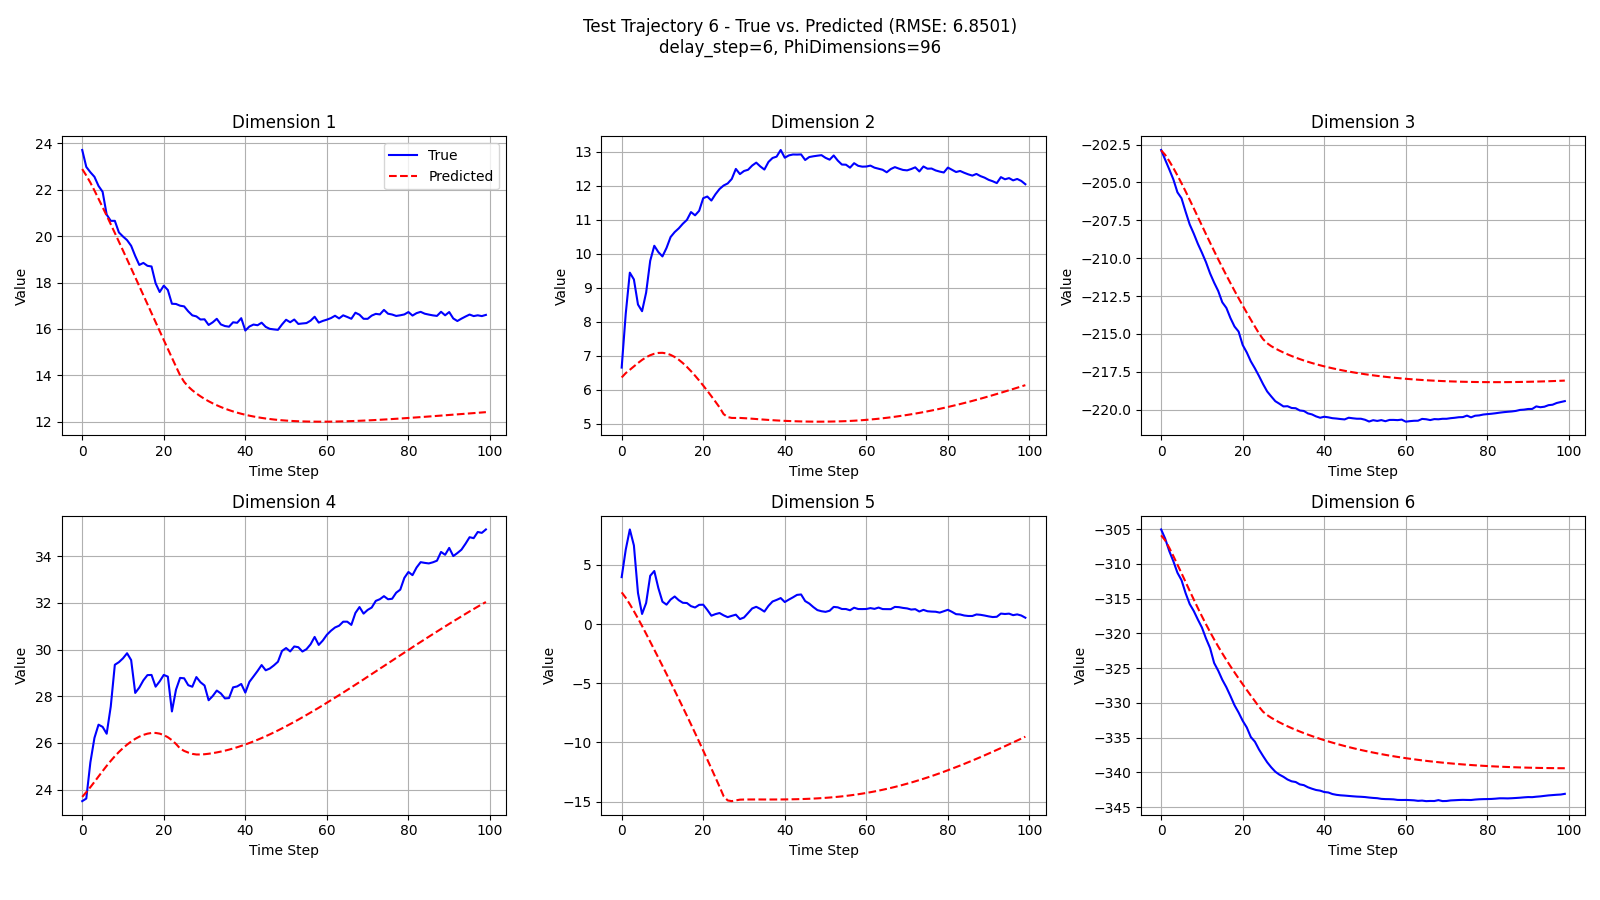 Test Trajectory 6 - True vs. Predicted (RMSE: 6.8501)
delay_step=6, PhiDimensions=96
Dimension 1
24
22
20
18
16
14
12
Value
0 20 40 60 80 100
Time Step
True
Predicted
Dimension 2
13
12
11
10
9
8
7
6
5
Value
0 20 40 60 80 100
Time Step
Dimension 3
−202.5
−205.0
−207.5
−210.0
−212.5
−215.0
−217.5
−220.0
Value
0 20 40 60 80 100
Time Step
Dimension 4
34
32
30
28
26
24
Value
0 20 40 60 80 100
Time Step
Dimension 5
5
0
−5
−10
−15
Value
0 20 40 60 80 100
Time Step
Dimension 6
−305
−310
−315
−320
−325
−330
−335
−340
−345
Value
0 20 40 60 80 100
Time Step